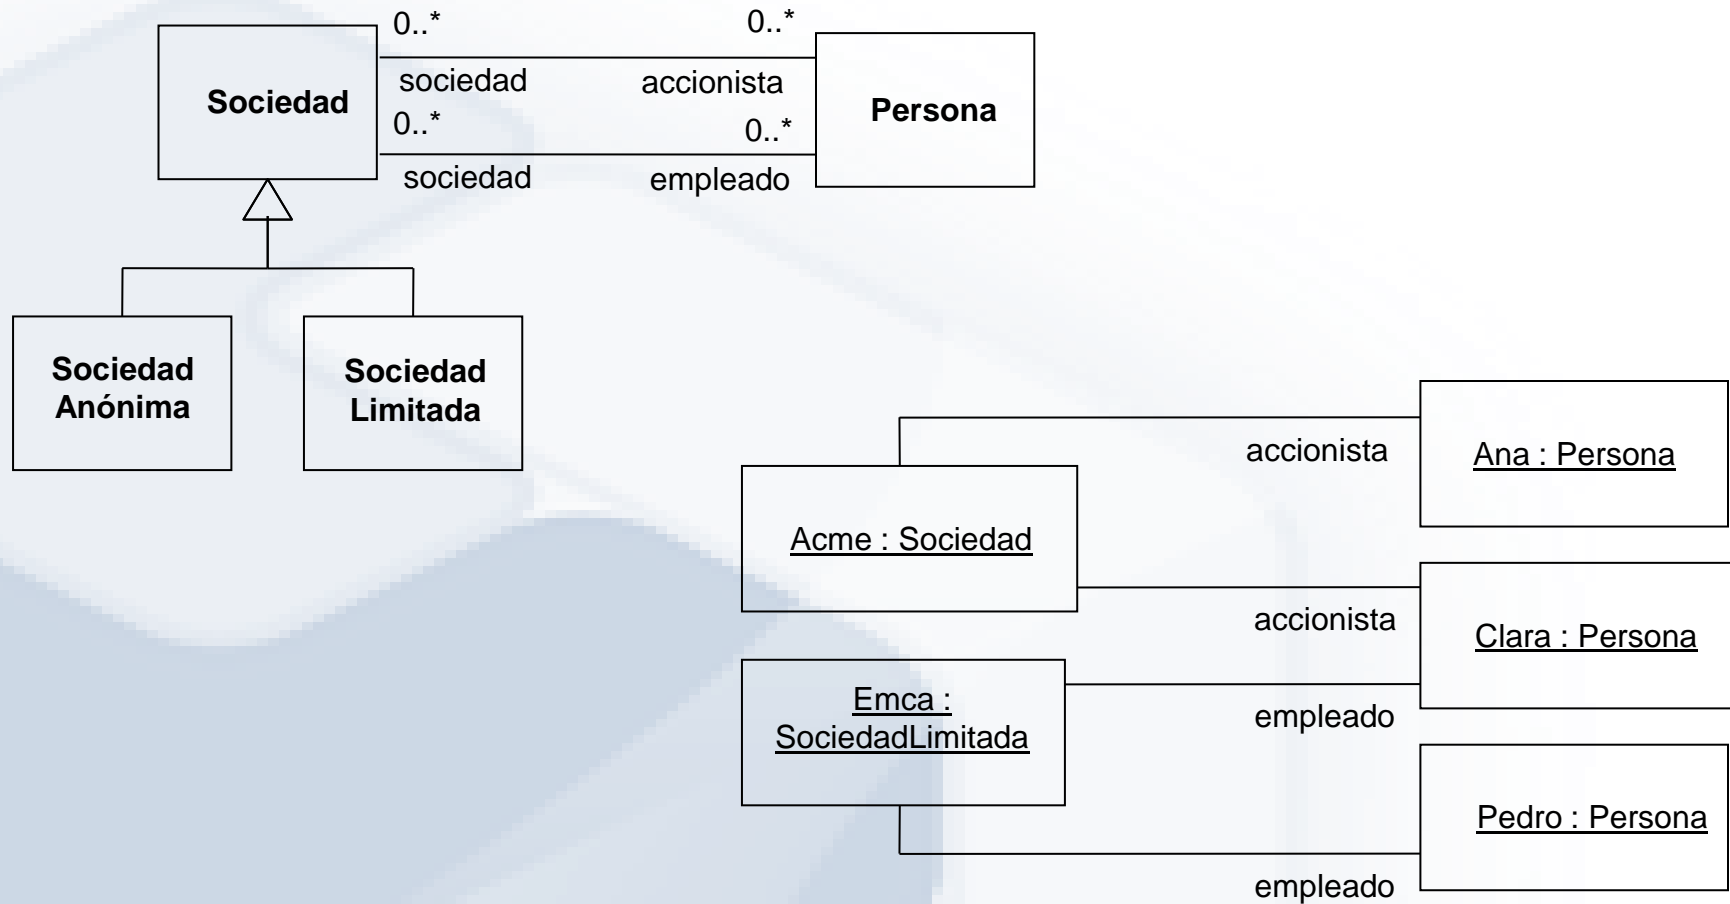 0..*
0..*
sociedad
accionista
Sociedad
Persona
0..*
0..*
sociedad
empleado
Sociedad
Anónima
Sociedad
Limitada
accionista
Ana : Persona
Acme : Sociedad
accionista
Clara : Persona
Emca :
SociedadLimitada
empleado
Pedro : Persona
empleado